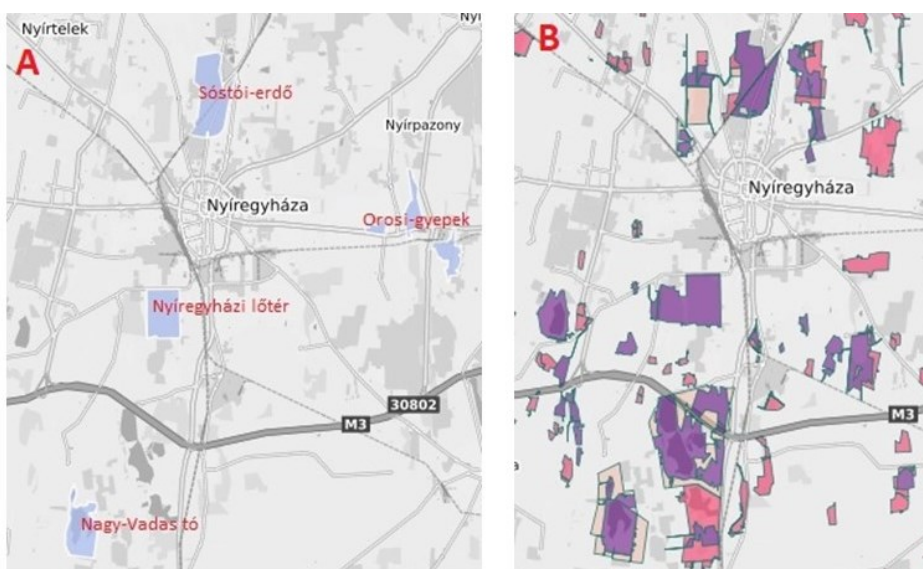 A
Nyírtelek
Sóstói-erdő
Nyírpazony
Nyíregyháza
Orosi-gyepek
Nyíregyházi lőtér
30802
M3
Nagy-Vadas tó
B
Nyíregyháza
M3